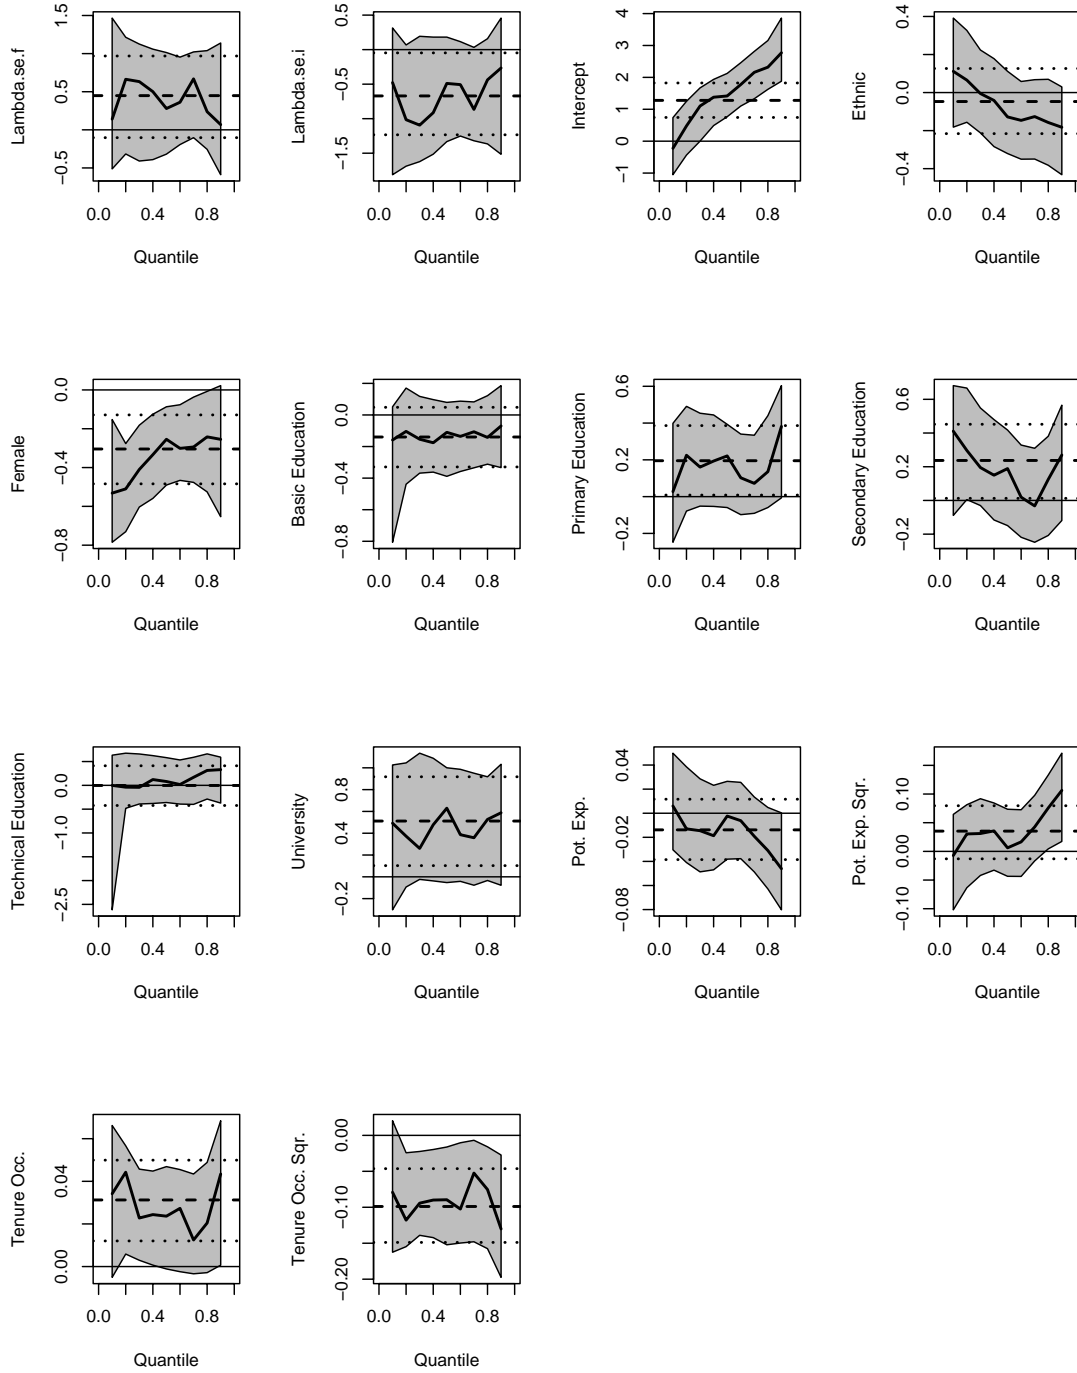 Lambda.se.f
1.5
0.5
−0.5
0.0 0.4 0.8
Quantile
Lambda.se.i
0.5
−0.5
−1.5
0.0 0.4 0.8
Quantile
Intercept
4
3
2
1
0
−1
0.0 0.4 0.8
Quantile
Ethnic
0.4
0.0
−0.4
0.0 0.4 0.8
Quantile
Female
0.0
−0.4
−0.8
0.0 0.4 0.8
Quantile
Basic Education
0.0
−0.4
−0.8
0.0 0.4 0.8
Quantile
Primary Education
0.6
0.2
−0.2
0.0 0.4 0.8
Quantile
Secondary Education
0.6
0.2
−0.2
0.0 0.4 0.8
Quantile
Technical Education
0.0
−1.0
−2.5
0.0 0.4 0.8
Quantile
University
0.8
0.4
−0.2
0.0 0.4 0.8
Quantile
Pot. Exp.
0.04
−0.02
−0.08
0.0 0.4 0.8
Quantile
Pot. Exp. Sqr.
0.10
0.00
−0.10
0.0 0.4 0.8
Quantile
Tenure Occ.
0.04
0.00
0.0 0.4 0.8
Quantile
Tenure Occ. Sqr.
0.00
−0.10
−0.20
0.0 0.4 0.8
Quantile